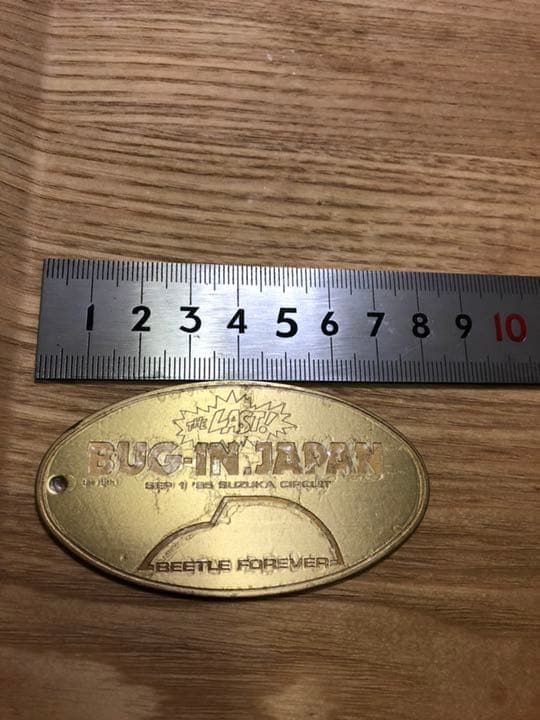 1 2 3 4 5 6 7 8 9 10
THE LAST!
BUG-IN JAPAN
SEP 1 '85 SUZUKA CIRCUIT
BEETLE FOREVER